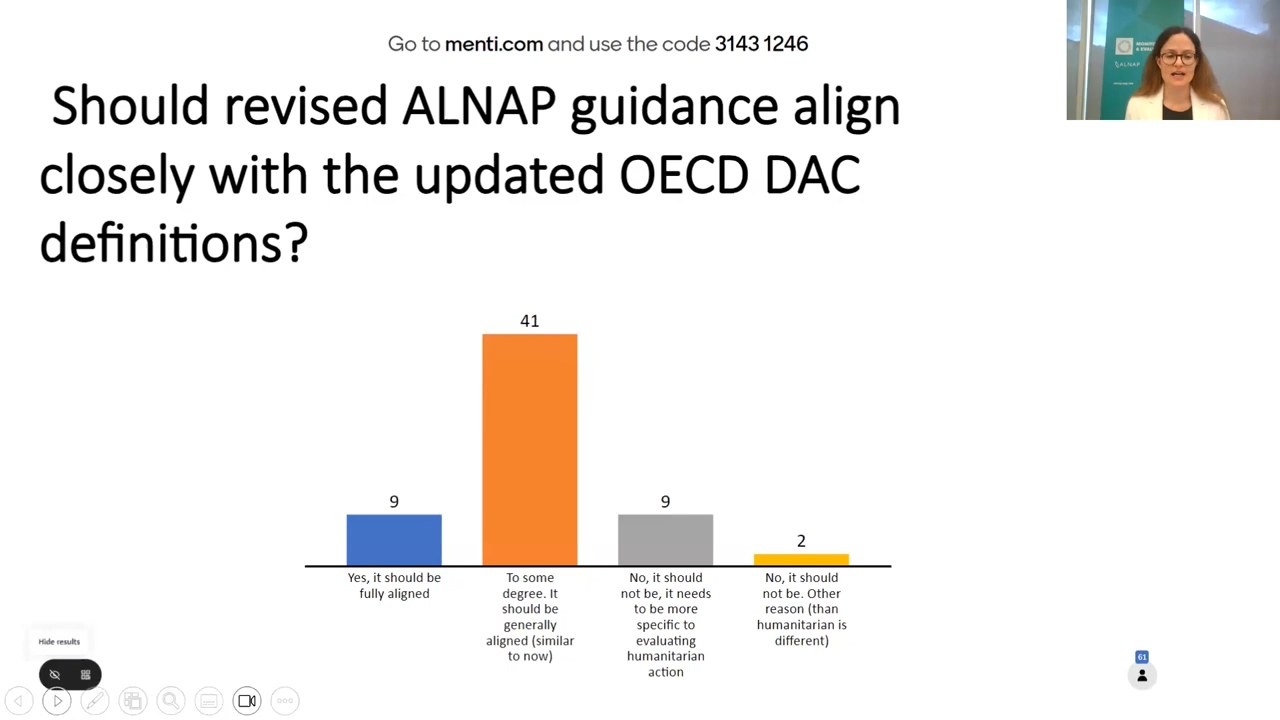 Go to menti.com and use the code 3143 1246
Should revised ALNAP guidance align
closely with the updated OECD DAC
definitions?
41
9
9
2
Yes, it should be
fully aligned
To some
degree. It
should be
generally
aligned (similar
to now)
No, it should
not be, it needs
to be more
specific to
evaluating
humanitarian
action
No, it should
not be. Other
reason (than
humanitarian is
different)
Hide results
61
ALNAP